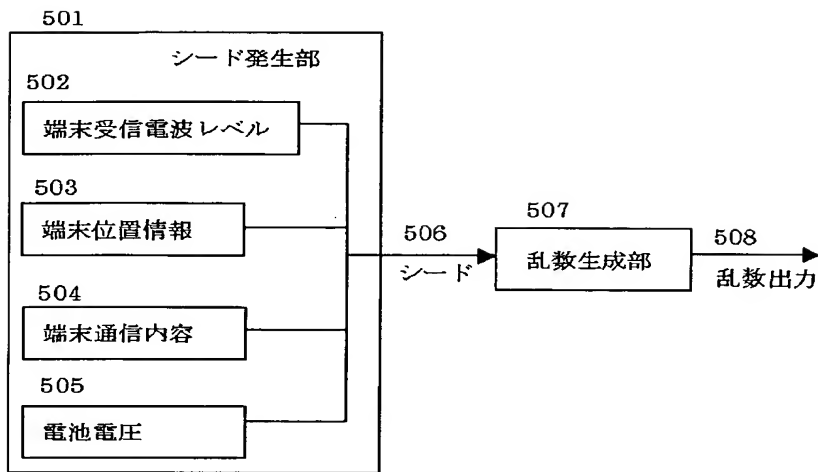 501
シード発生部
502
端末受信電波レベル
503
端末位置情報
504
端末通信内容
505
電池電圧
506
シード
507
乱数生成部
508
乱数出力